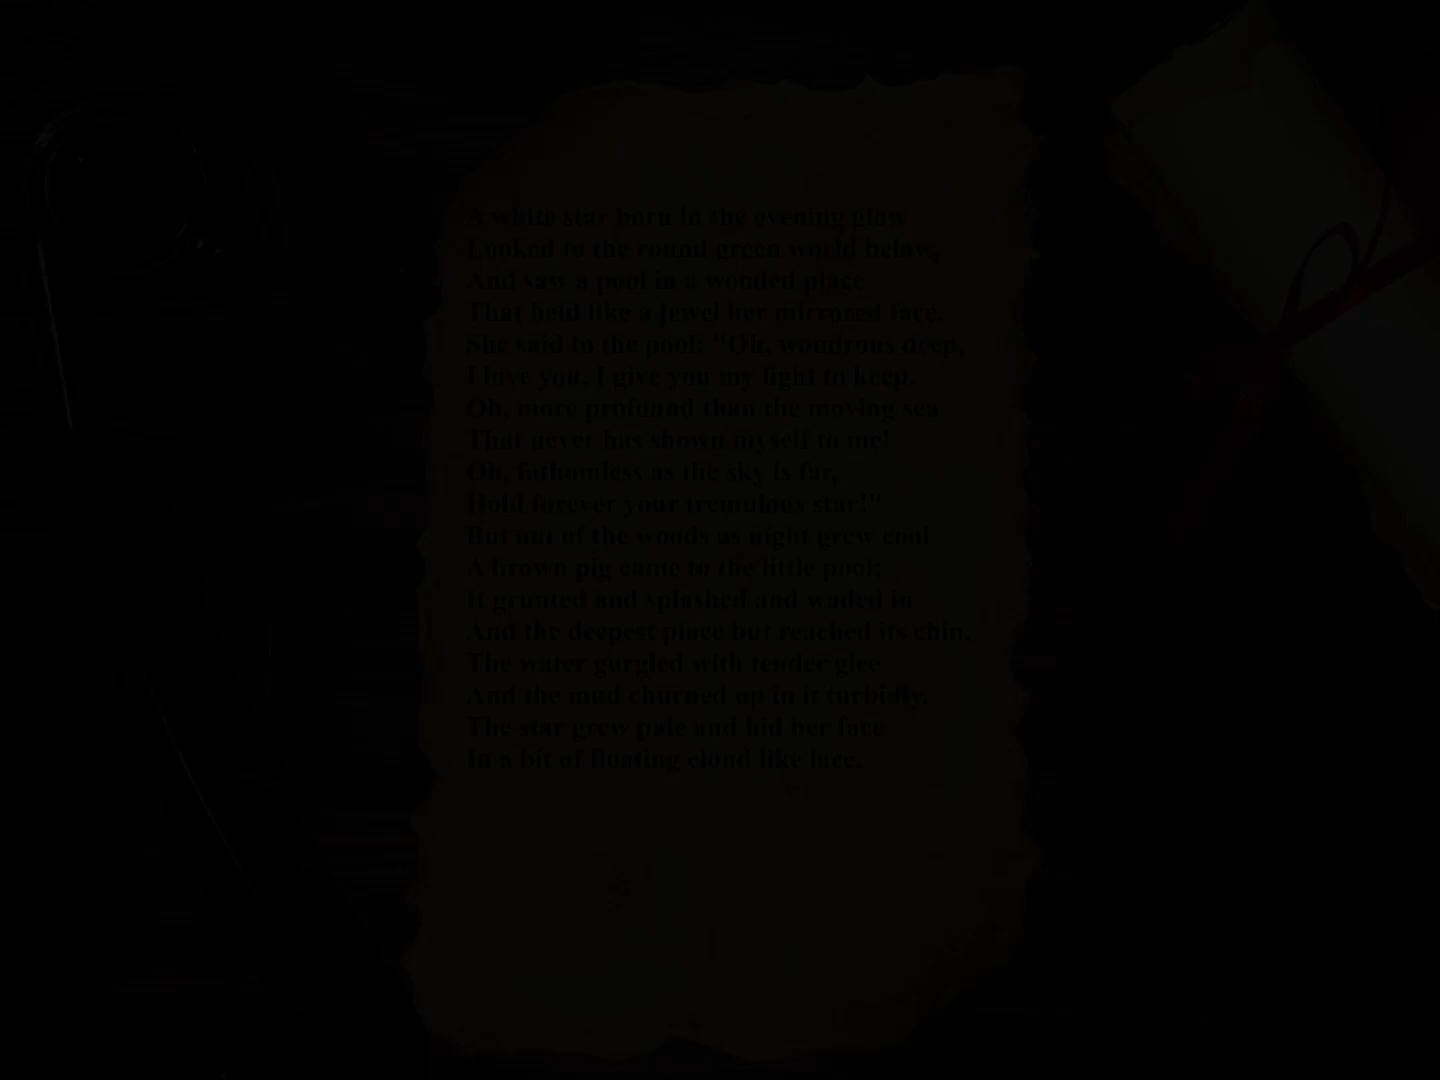 A white star born in the evening glow
Looked to the round green world below,
And saw a pool in a wooded place
That held like a jewel her mirrored face.
She said to the pool: "Oh, wondrous deep,
I love you, I give you my light to keep.
Oh, more profound than the moving sea
That never has shown myself to me!
Oh, fathomless as the sky is far,
Hold forever your tremulous star!"
But out of the woods as night grew cool
A brown pig came to the little pool;
It grunted and splashed and waded in
And the deepest place but reached its chin.
The water gurgled with tender glee
And the mud churned up in it turbidly.
The star grew pale and hid her face
In a bit of floating cloud like lace.